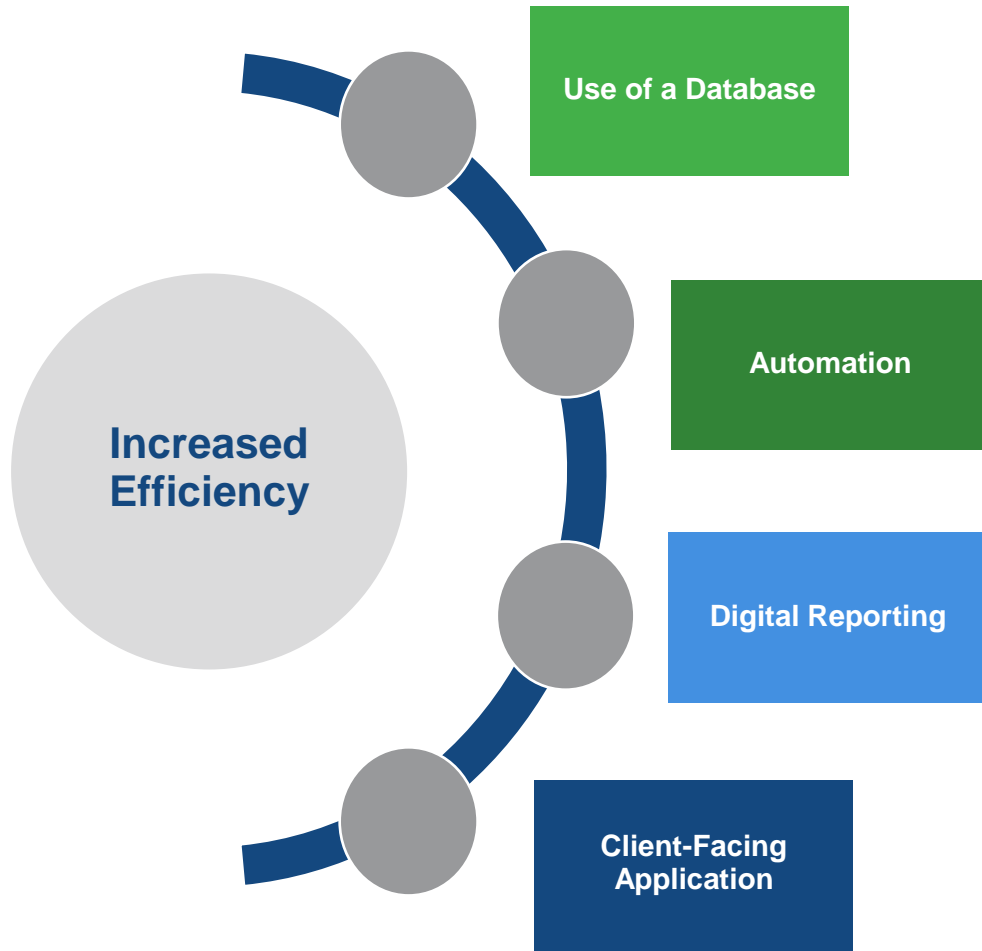 Use of a Database
Automation
Increased
Efficiency
Digital Reporting
Client-Facing
Application